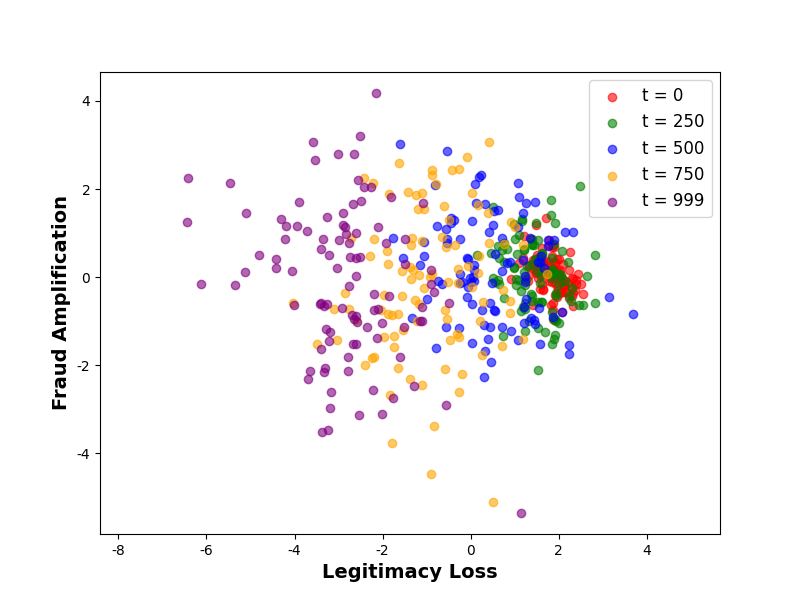 t = 0
t = 250
t = 500
t = 750
t = 999
4
2
0
-2
-4
Fraud Amplification
-8 -6 -4 -2 0 2 4
Legitimacy Loss